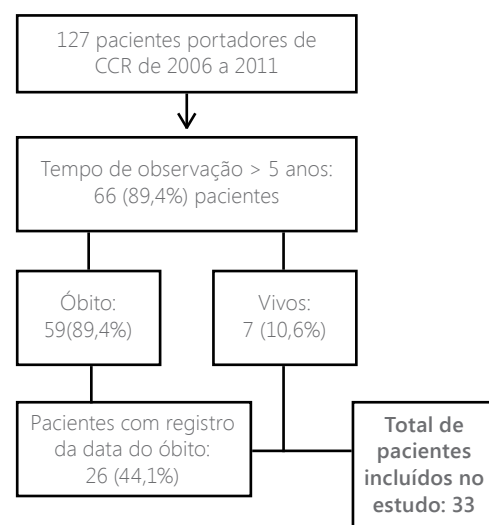 127 pacientes portadores de
CCR de 2006 a 2011
Tempo de observação > 5 anos:
66 (89,4%) pacientes
Óbito:
59(89,4%)
Vivos:
7 (10,6%)
Pacientes com registro
da data do óbito:
26 (44,1%)
Total de
pacientes
incluídos no
estudo: 33